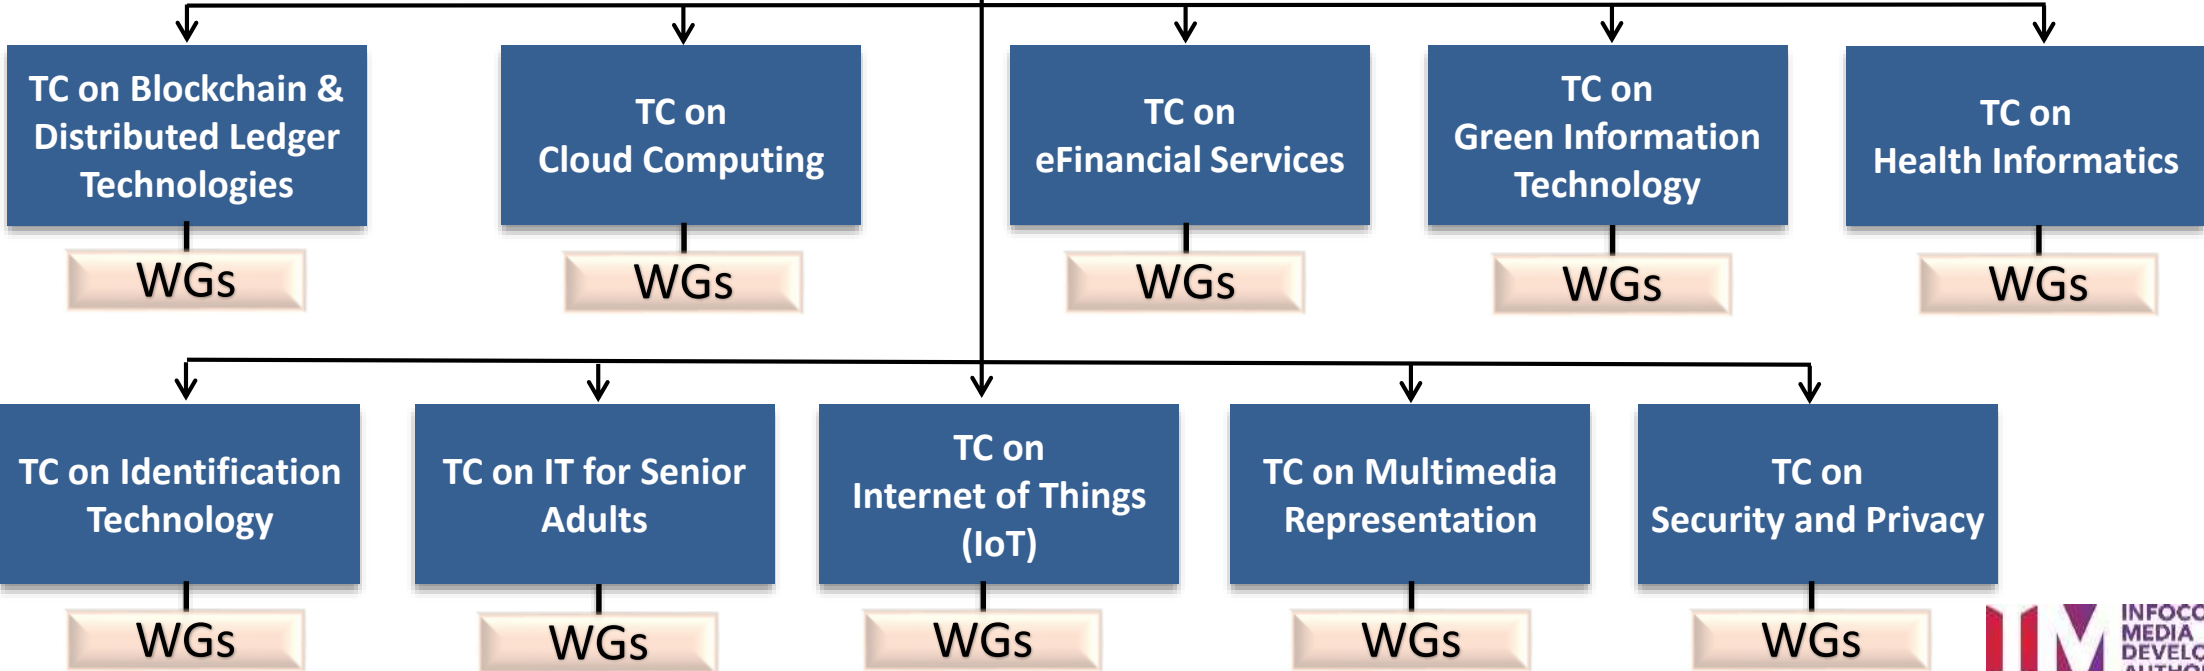 TC on Blockchain &
Distributed Ledger
Technologies
TC on
Cloud Computing
TC on
eFinancial Services
TC on
Green Information
Technology
TC on
Health Informatics
WGs
WGs
WGs
WGs
WGs
TC on Identification
Technology
TC on IT for Senior
Adults
TC on
Internet of Things
(IoT)
TC on Multimedia
Representation
TC on
Security and Privacy
WGs
WGs
WGs
WGs
WGs
MEDIA